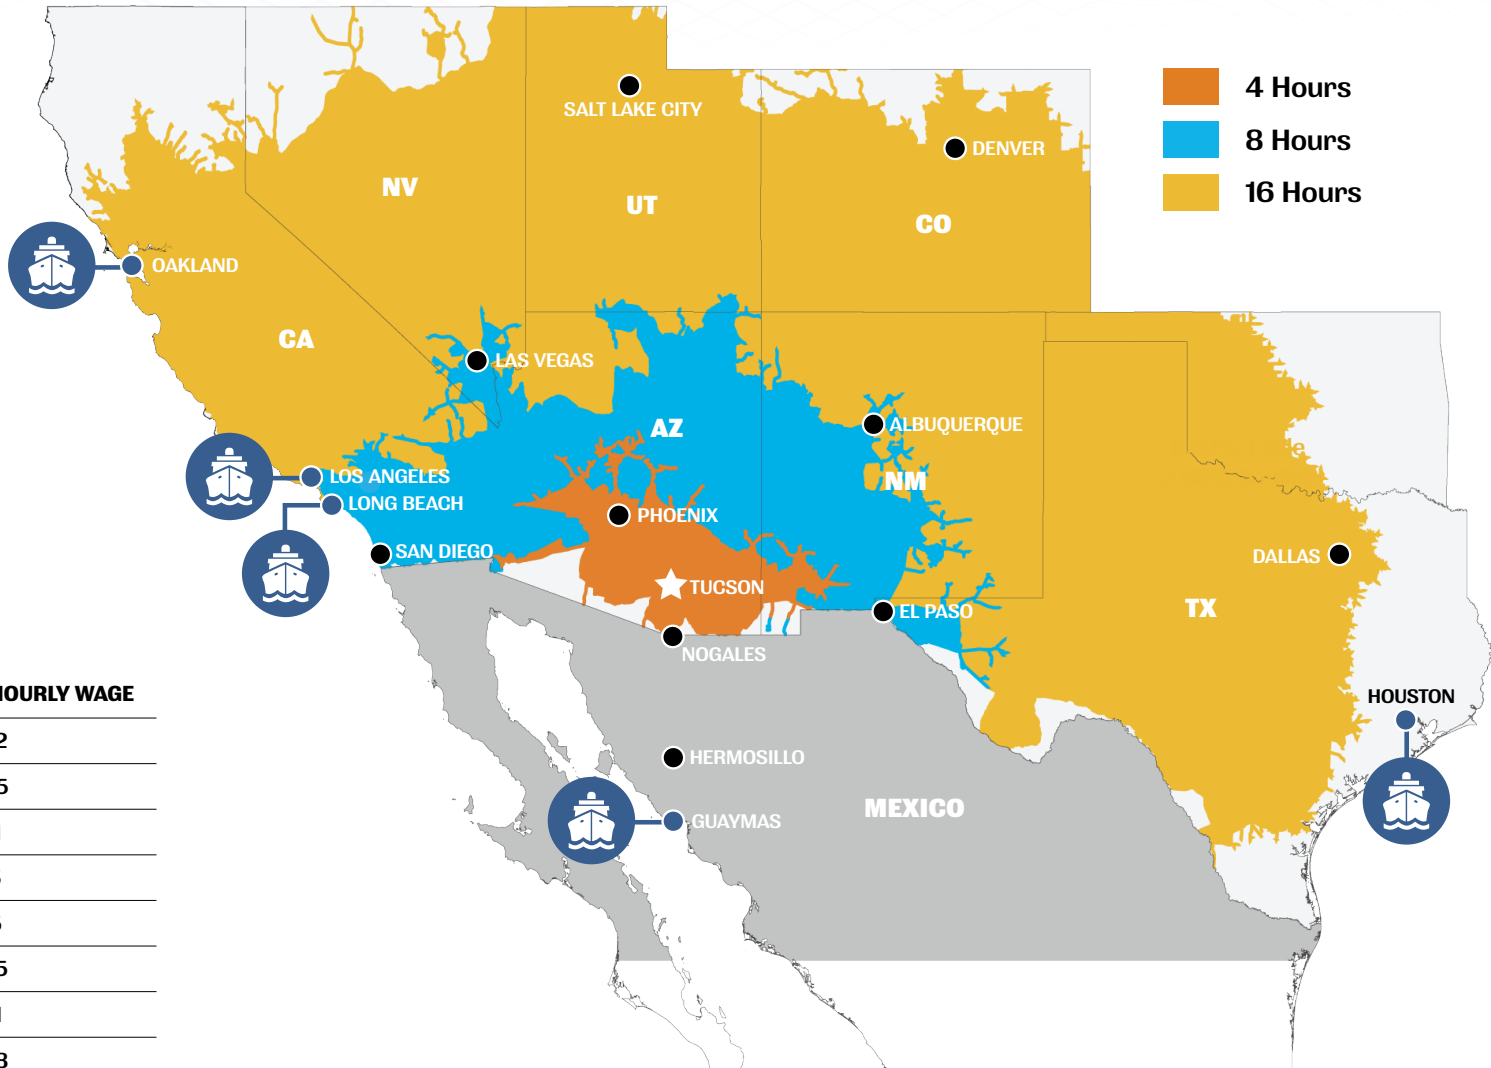 4 Hours
8 Hours
16 Hours
SALT LAKE CITY
DENVER
NV
UT
CO
OAKLAND
CA
LAS VEGAS
AZ
ALBUQUERQUE
NM
LOS ANGELES
LONG BEACH
PHOENIX
SAN DIEGO
DALLAS
TUCSON
EL PASO
TX
NOGALES
HOURLY WAGE
HOUSTON
HERMOSILLO
MEXICO
GUAYMAS